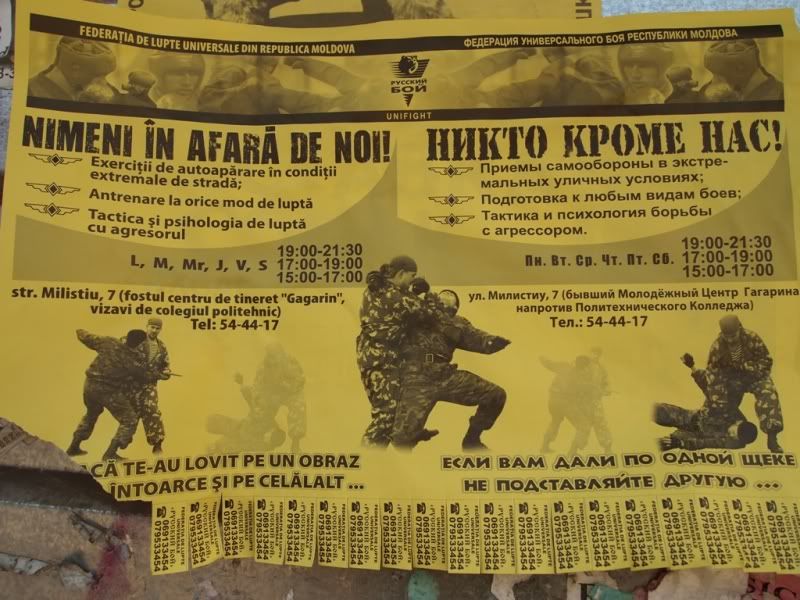 FEDERAȚIA DE LUPTE UNIVERSALE DIN REPUBLICA MOLDOVA
ФЕДЕРАЦИЯ УНИВЕРСАЛЬНОГО БОЯ РЕСПУБЛИКИ МОЛДОВА
РУССКИЙ
БОЙ
UNIFIGHT
NIMENI ÎN AFARĂ DE NOI!
Exerciții de autoapărare în condiții
extremale de stradă;
Antrenare la orice mod de luptă
Tactica și psihologia de luptă
cu agresorul
19:00-21:30
L, M, Mr, J, V, S 17:00-19:00
15:00-17:00
str. Milistiu, 7 (fostul centru de tineret "Gagarin",
vizavi de colegiul politehnic)
Tel: 54-44-17
НИКТО КРОМЕ НАС!
Приемы самообороны в экстре-
мальных уличных условиях;
Подготовка к любым видам боев;
Тактика и психология борьбы
с агрессором.
19:00-21:30
Пн. Вт. Ср. Чт. Пт. Сб. 17:00-19:00
15:00-17:00
ул. Милистиу, 7 (бывший Молодёжный Центр Гагарина
напротив Политехнического Колледжа)
Тел.: 54-44-17
ACĂ TE-AU LOVIT PE UN OBRAZ
ÎNTOARCE ȘI PE CELĂLALT ...
ЕСЛИ ВАМ ДАЛИ ПО ОДНОЙ ЩЕКЕ
НЕ ПОДСТАВЛЯЙТЕ ДРУГУЮ ...